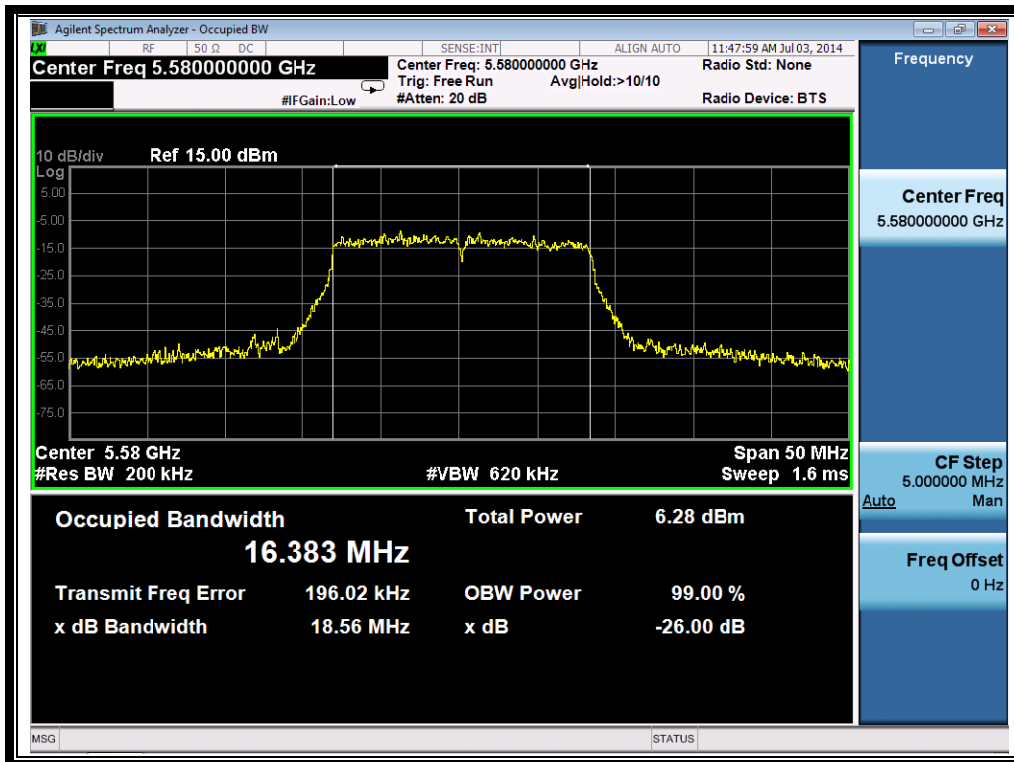 Agilent Spectrum Analyzer - Occupied BW
LXI RF 50 Ω DC SENSE:INT ALIGN AUTO 11:47:59 AM Jul 03, 2014
Center Freq 5.580000000 GHz
#IFGain:Low
Center Freq: 5.580000000 GHz
Trig: Free Run Avg|Hold:>10/10
#Atten: 20 dB
Radio Std: None
Radio Device: BTS
10 dB/div Ref 15.00 dBm
Log
5.00
-5.00
-15.0
-25.0
-35.0
-45.0
-55.0
-65.0
-75.0
Center 5.58 GHz Span 50 MHz
#Res BW 200 kHz #VBW 620 kHz Sweep 1.6 ms
Occupied Bandwidth Total Power 6.28 dBm
16.383 MHz
Transmit Freq Error 196.02 kHz OBW Power 99.00 %
x dB Bandwidth 18.56 MHz x dB -26.00 dB
Frequency
Center Freq
5.580000000 GHz
CF Step
5.000000 MHz
Auto Man
Freq Offset
0 Hz
MSG STATUS